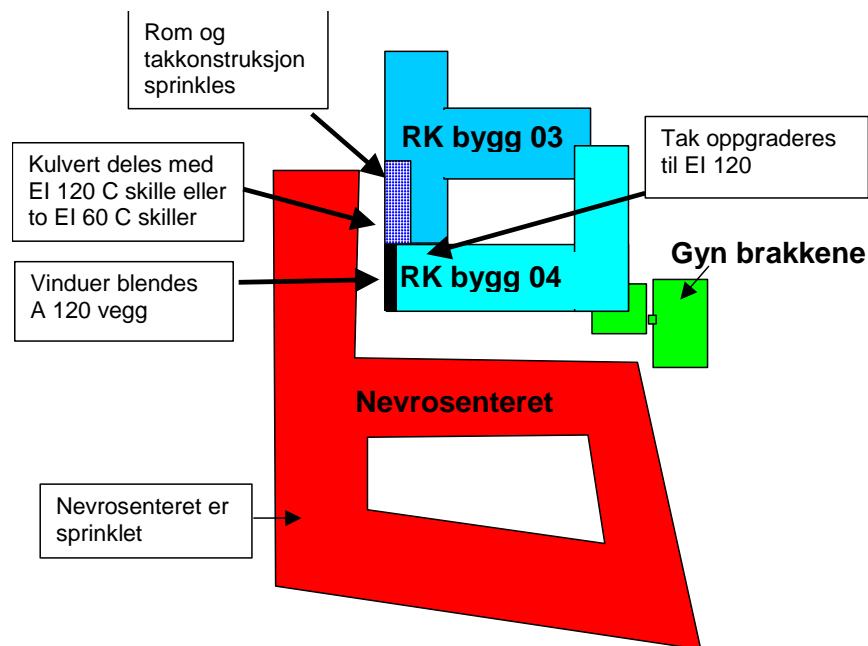 Rom og
takkonstruksjon
sprinkles
RK bygg 03
Tak oppgraderes
til EI 120
Kulvert deles med
EI 120 C skille eller
to EI 60 C skiller
Gyn brakkene
Vinduer blendes
A 120 vegg
RK bygg 04
Nevrosenteret
Nevrosenteret er
sprinklet